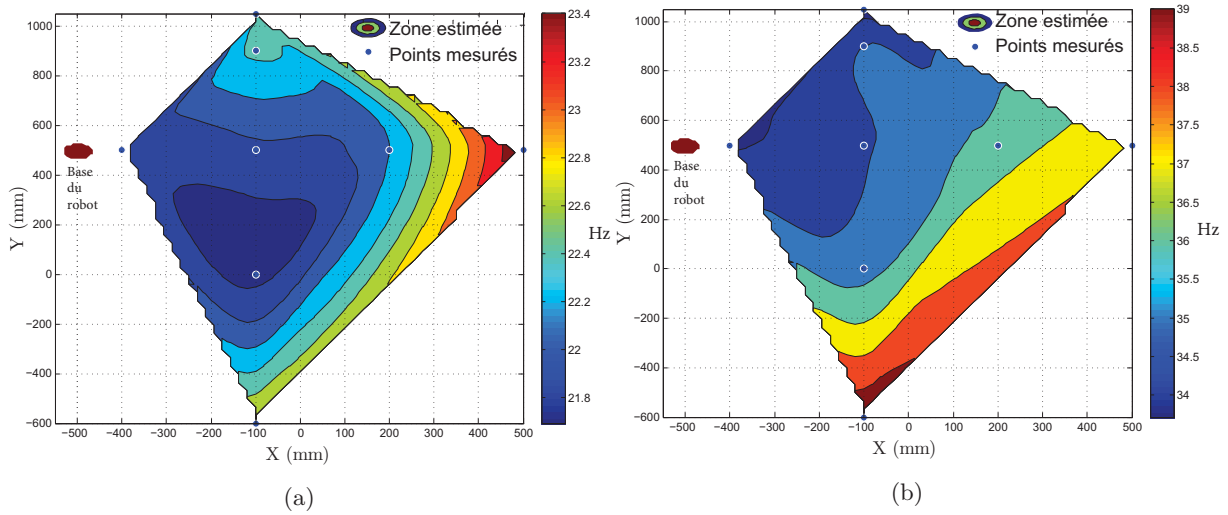 1000
800
600
400
200
0
−200
−400
−600
Y (mm)
−500 −400 −300 −200 −100 0 100 200 300 400 500
X (mm)
Zone estimée
Points mesurés
Base
du
robot
Hz
23.4
23.2
23
22.8
22.6
22.4
22.2
22
21.8
(a)
1000
800
600
400
200
0
−200
−400
−600
Y (mm)
−500 −400 −300 −200 −100 0 100 200 300 400 500
X (mm)
Zone estimée
Points mesurés
Base
du
robot
Hz
39
38.5
38
37.5
37
36.5
36
35.5
35
34.5
34
(b)